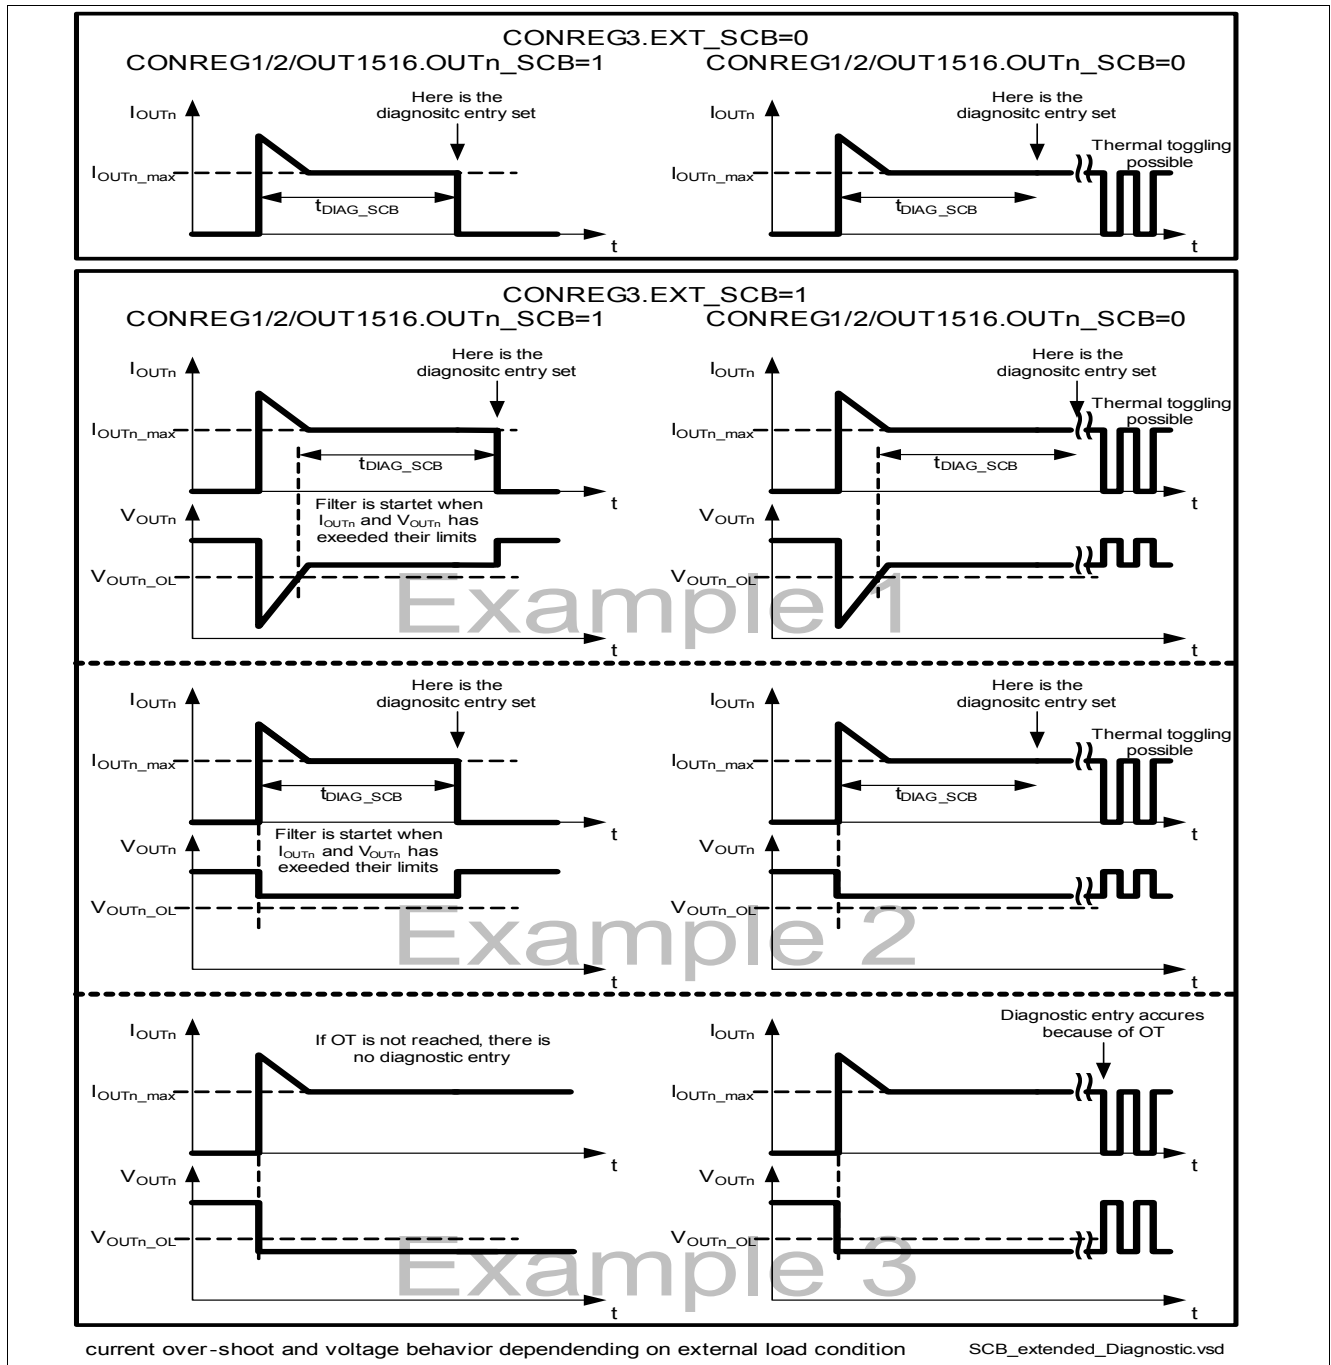 CONREG3.EXT_SCB=0
CONREG1/2/OUT1516.OUTn_SCB=1
CONREG1/2/OUT1516.OUTn_SCB=0
Here is the
diagnositc entry set
IOUTn
IOUTn_max
tDIAG_SCB
t
Here is the
diagnositc entry set
IOUTn
Thermal toggling
possible
IOUTn_max
tDIAG_SCB
t
CONREG3.EXT_SCB=1
CONREG1/2/OUT1516.OUTn_SCB=1
CONREG1/2/OUT1516.OUTn_SCB=0
Here is the
diagnositc entry set
IOUTn
IOUTn_max
tDIAG_SCB
t
Filter is startet when
IOUTn and VOUTn has
exeeded their limits
VOUTn
VOUTn_OL
t
Here is the
diagnositc entry set
IOUTn
Thermal toggling
possible
IOUTn_max
tDIAG_SCB
t
VOUTn
VOUTn_OL
t
Example 1
Here is the
diagnositc entry set
IOUTn
IOUTn_max
tDIAG_SCB
t
Filter is startet when
IOUTn and VOUTn has
exeeded their limits
VOUTn
VOUTn_OL
t
Here is the
diagnositc entry set
IOUTn
Thermal toggling
possible
IOUTn_max
tDIAG_SCB
t
VOUTn
VOUTn_OL
t
Example 2
IOUTn
If OT is not reached, there is
no diagnostic entry
IOUTn_max
t
VOUTn
VOUTn_OL
t
Diagnostic entry accures
because of OT
IOUTn
IOUTn_max
t
VOUTn
VOUTn_OL
t
Example 3
current over-shoot and voltage behavior dependending on external load condition
SCB_extended_Diagnostic.vsd